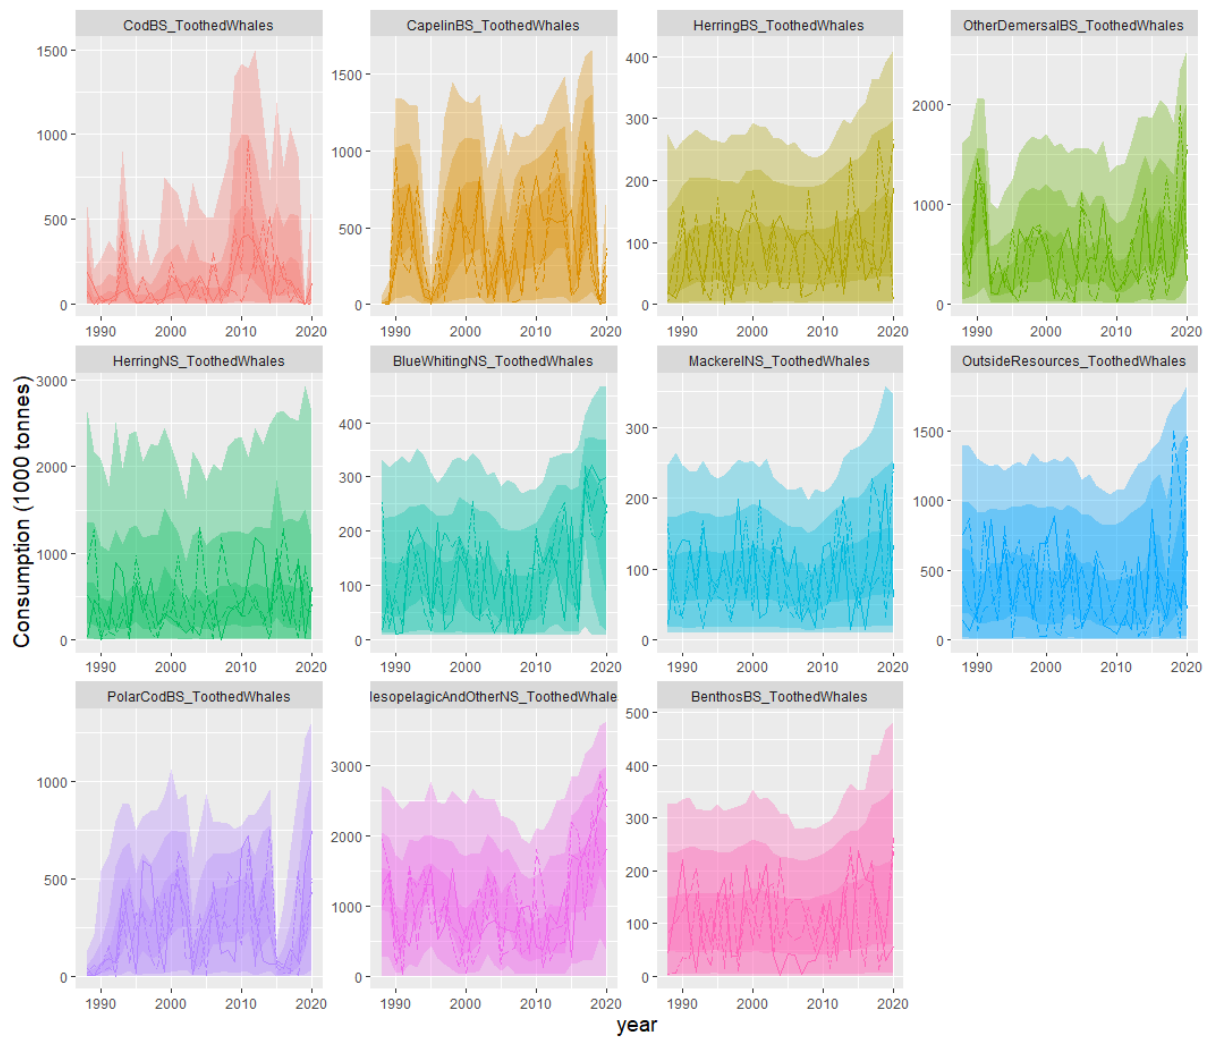 CodBS_ToothedWhales CapelinBS_ToothedWhales HerringBS_ToothedWhales OtherDemersalBS_ToothedWhales
1500
1000
500
0
1990 2000 2010 2020
1500
1000
500
0
1990 2000 2010 2020
400
300
200
100
0
1990 2000 2010 2020
2000
1000
0
1990 2000 2010 2020
HerringNS_ToothedWhales BlueWhitingNS_ToothedWhales MackerelNS_ToothedWhales OutsideResources_ToothedWhales
3000
2000
1000
0
1990 2000 2010 2020
400
300
200
100
0
1990 2000 2010 2020
300
200
100
0
1990 2000 2010 2020
1500
1000
500
0
1990 2000 2010 2020
PolarCodBS_ToothedWhales lesopelagicAndOtherNS_ToothedWhale BenthosBS_ToothedWhales
1000
500
0
1990 2000 2010 2020
3000
2000
1000
0
1990 2000 2010 2020
500
400
300
200
100
0
1990 2000 2010 2020
Consumption (1000 tonnes)
year